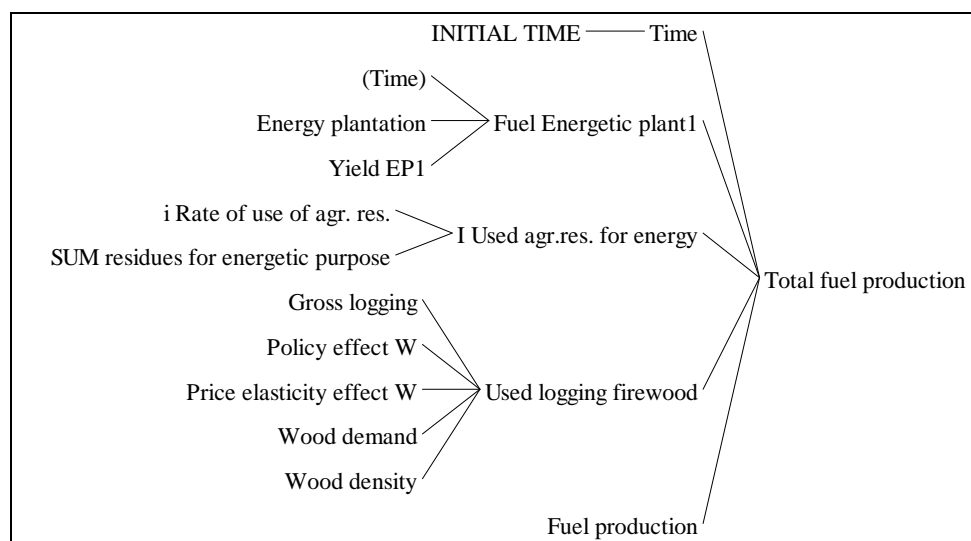 INITIAL TIME Time
(Time)
Energy plantation Fuel Energetic plant1
Yield EP1
i Rate of use of agr. res.
I Used agr.res. for energy
SUM residues for energetic purpose
Total fuel production
Gross logging
Policy effect W
Price elasticity effect W Used logging firewood
Wood demand
Wood density
Fuel production